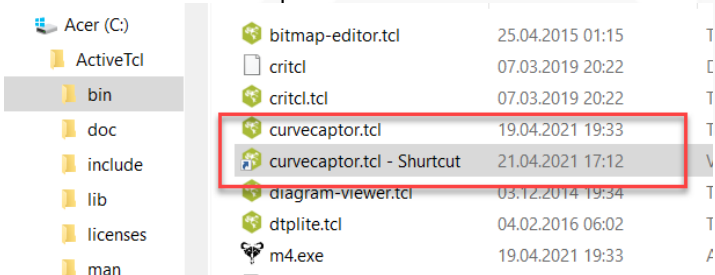 Acer (C:)
ActiveTcl
bin
doc
include
lib
licenses
man
bitmap-editor.tcl 25.04.2015 01:15 T
critcl 07.03.2019 20:22
critcl.tcl 07.03.2019 20:22 T
curvecaptor.tcl 19.04.2021 19:33 T
curvecaptor.tcl - Shurtcut 21.04.2021 17:12 V
diagram-viewer.tcl 03.12.2014 19:34 T
dtplite.tcl 04.02.2016 06:02 T
m4.exe 19.04.2021 19:33 A